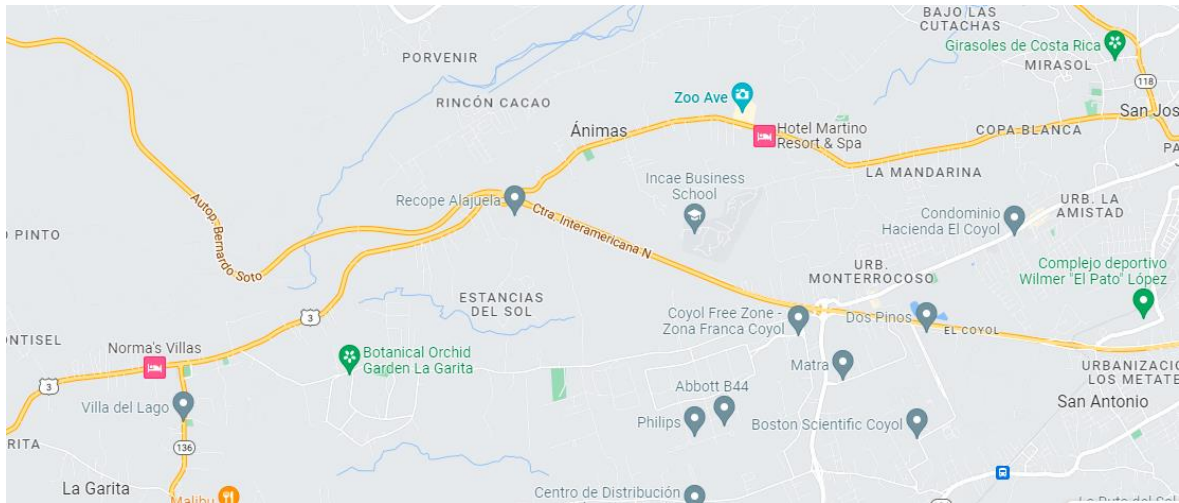 BAJO LAS
CUTACHAS
Girasoles de Costa Rica
MIRASOL
118
San Jos
PORVENIR
RINCÓN CACAO
Zoo Ave
Ánimas
Hotel Martino
Resort & Spa
COPA BLANCA
PA
LA MANDARINA
Incae Business
School
Recope Alajuela
Ctra. Interamericana N
URB. LA
AMISTAD
Condominio
Hacienda El Coyol
O PINTO
Autop. Bernardo Soto
URB.
MONTERROCOSO
Complejo deportivo
Wilmer "El Pato" López
ESTANCIAS
DEL SOL
3
Coyol Free Zone -
Zona Franca Coyol
Dos Pinos
EL COYOL
ONTISEL
Norma's Villas
Botanical Orchid
Garden La Garita
Matra
URBANIZACIO
LOS METATE
3
Villa del Lago
Abbott B44
Philips
Boston Scientific Coyol
San Antonio
RITA
136
La Garita
Malibu
Centro de Distribución
La Ruta del Sol